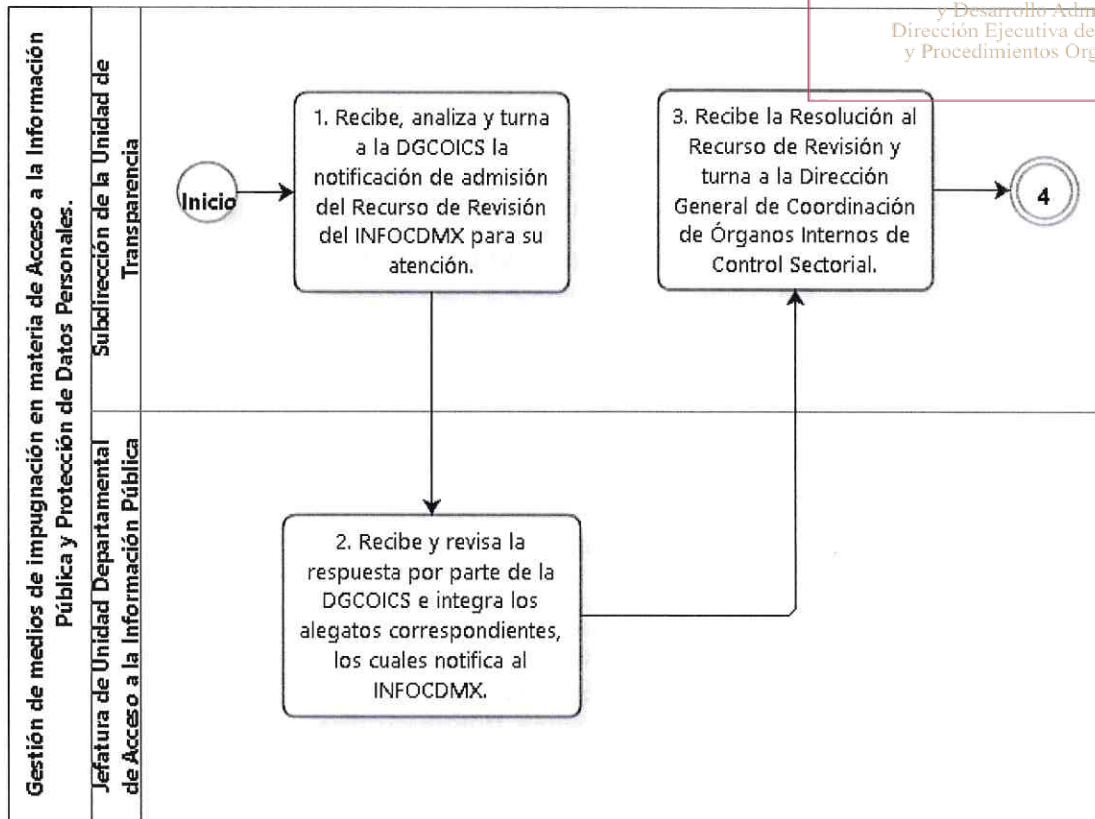 y Desarrollo Adm
Dirección Ejecutiva de
y Procedimientos Org
Gestión de medios de impugnación en materia de Acceso a la Información
Pública y Protección de Datos Personales.
Subdirección de la Unidad de
Transparencia
Inicio
1. Recibe, analiza y turna
a la DGCOICS la
notificación de admisión
del Recurso de Revisión
del INFOCDMX para su
atención.
3. Recibe la Resolución al
Recurso de Revisión y
turna a la Dirección
General de Coordinación
de Órganos Internos de
Control Sectorial.
4
Jefatura de Unidad Departamental
de Acceso a la Información Pública
2. Recibe y revisa la
respuesta por parte de la
DGCOICS e integra los
alegatos correspondientes,
los cuales notifica al
INFOCDMX.